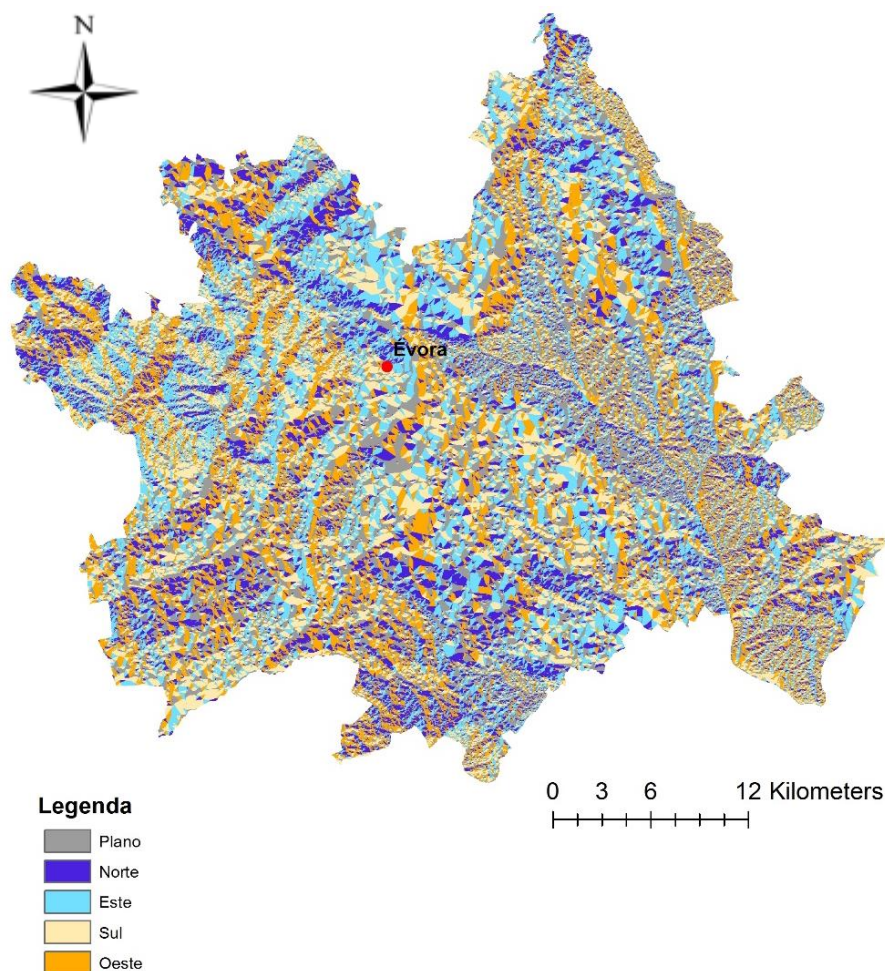 N
Évora
0 3 6 12 Kilometers
Legenda
Plano
Norte
Este
Sul
Oeste